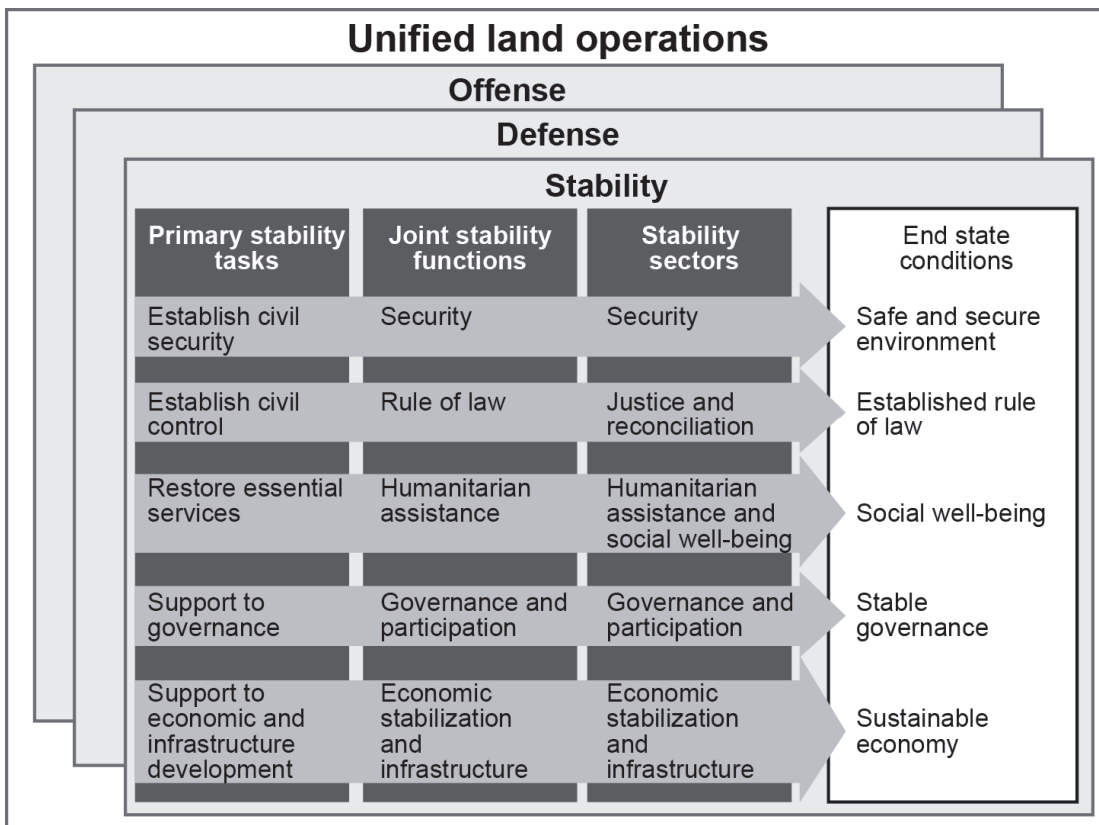 Unified land operations
Offense
Defense
Stability
Primary stability
tasks
Joint stability
functions
Stability
sectors
End state
conditions
Establish civil
security
Security
Security
Safe and secure
environment
Establish civil
control
Rule of law
Justice and
reconciliation
Established rule
of law
Restore essential
services
Humanitarian
assistance
Humanitarian
assistance and
social well-being
Social well-being
Support to
governance
Governance and
participation
Governance and
participation
Stable
governance
Support to
economic and
infrastructure
development
Economic
stabilization
and
infrastructure
Economic
stabilization
and
infrastructure
Sustainable
economy